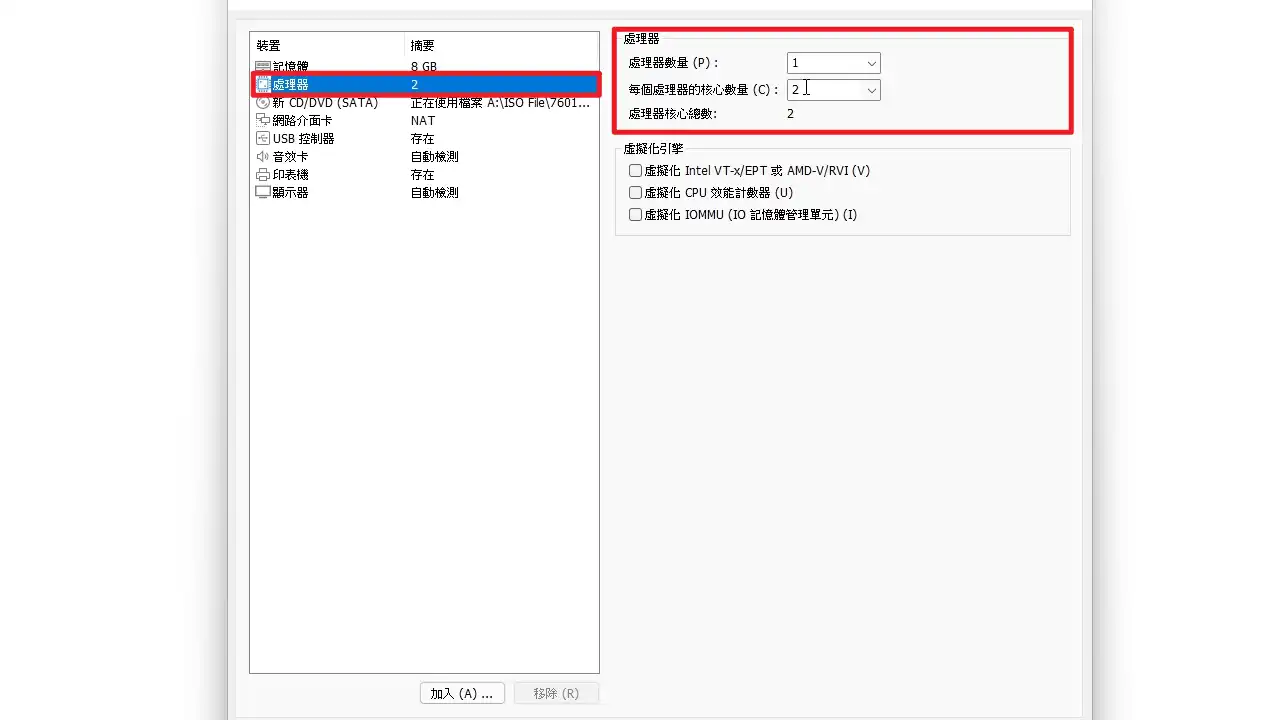 裝置 摘要
記憶體 8 GB
處理器 2
新 CD/DVD (SATA) 正在使用檔案 A:\ISO File\7601...
網路介面卡 NAT
USB 控制器 存在
音效卡 自動檢測
印表機 存在
顯示器 自動檢測
加入 (A) ... 移除 (R)
處理器
處理器數量 (P) : 1
每個處理器的核心數量 (C) : 2
處理器核心總數: 2
虛擬化引擎
虛擬化 Intel VT-x/EPT 或 AMD-V/RVI (V)
虛擬化 CPU 效能計數器 (U)
虛擬化 IOMMU (IO 記憶體管理單元) (I)